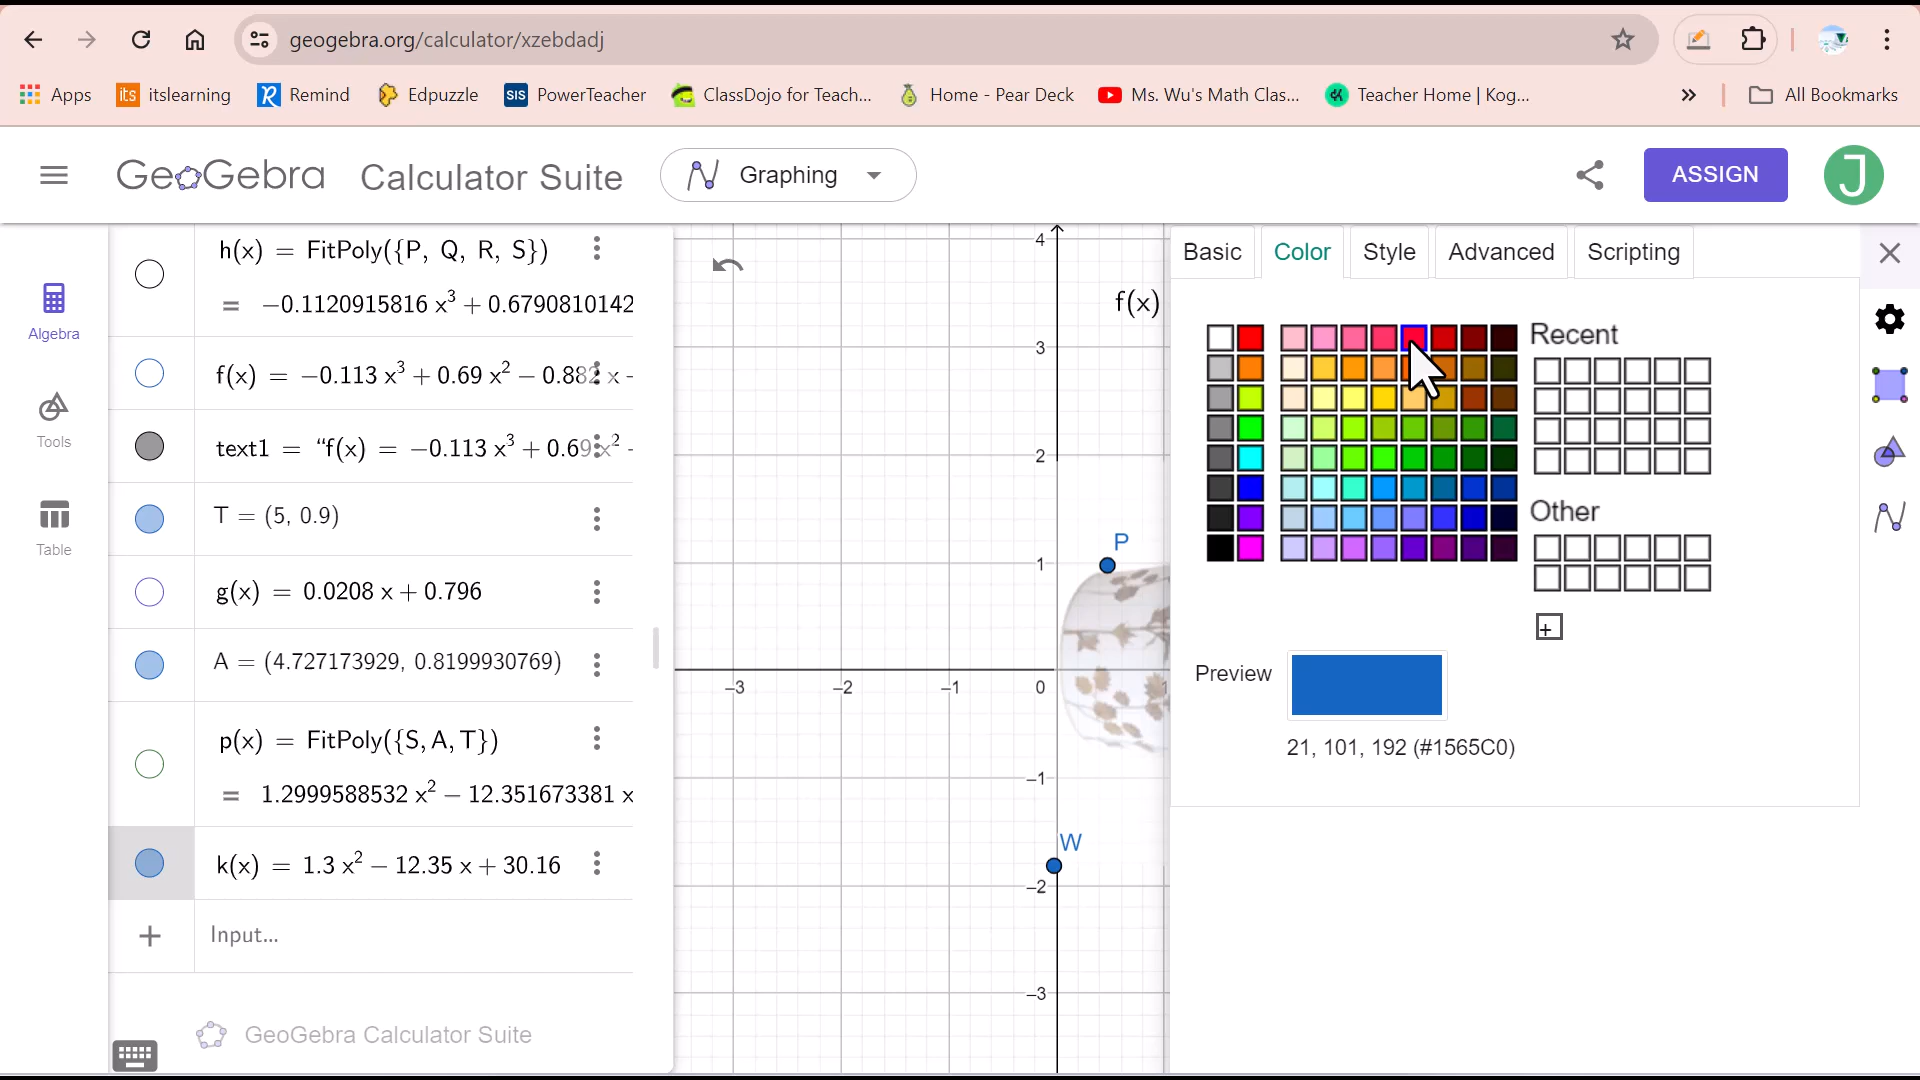 geogebra.org/calculator/xzebdadj
Apps
its itslearning
Remind
Edpuzzle
SIS PowerTeacher
ClassDojo for Teach...
Home - Pear Deck
Ms. Wu's Math Clas...
Teacher Home | Kog...
»
All Bookmarks
GeoGebra
Calculator Suite
Graphing
ASSIGN
J
Algebra
Tools
Table
h(x) = FitPoly({P, Q, R, S})
= −0.1120915816 x³ + 0.6790810142
f(x) = −0.113 x³ + 0.69 x² − 0.882 x −
text1 = “f(x) = −0.113 x³ + 0.69 x² −
T = (5, 0.9)
g(x) = 0.0208 x + 0.796
A = (4.727173929, 0.8199930769)
p(x) = FitPoly({S, A, T})
= 1.2999588532 x² − 12.351673381 x
k(x) = 1.3 x² − 12.35 x + 30.16
+ Input...
GeoGebra Calculator Suite
4
3
2
1
−1
−2
−3
−3 −2 −1 0 1
f(x)
P
W
Basic
Color
Style
Advanced
Scripting
Recent
Other
+
Preview
21, 101, 192 (#1565C0)